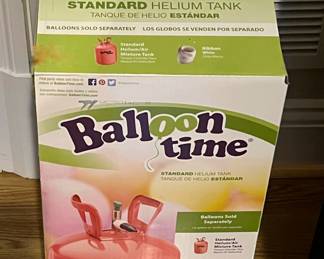 STANDARD HELIUM TANK
TANQUE DE HELIO ESTÁNDAR
BALLOONS SOLD SEPARATELY LOS GLOBOS SE VENDEN POR SEPARADO
Standard
Helium/Air
Mixture Tank
Ribbon
White
Balloon
time
STANDARD HELIUM TANK
TANQUE DE HELIO ESTÁNDAR
Balloons Sold
Separately
Standard
Helium/Air
Mixture Tank